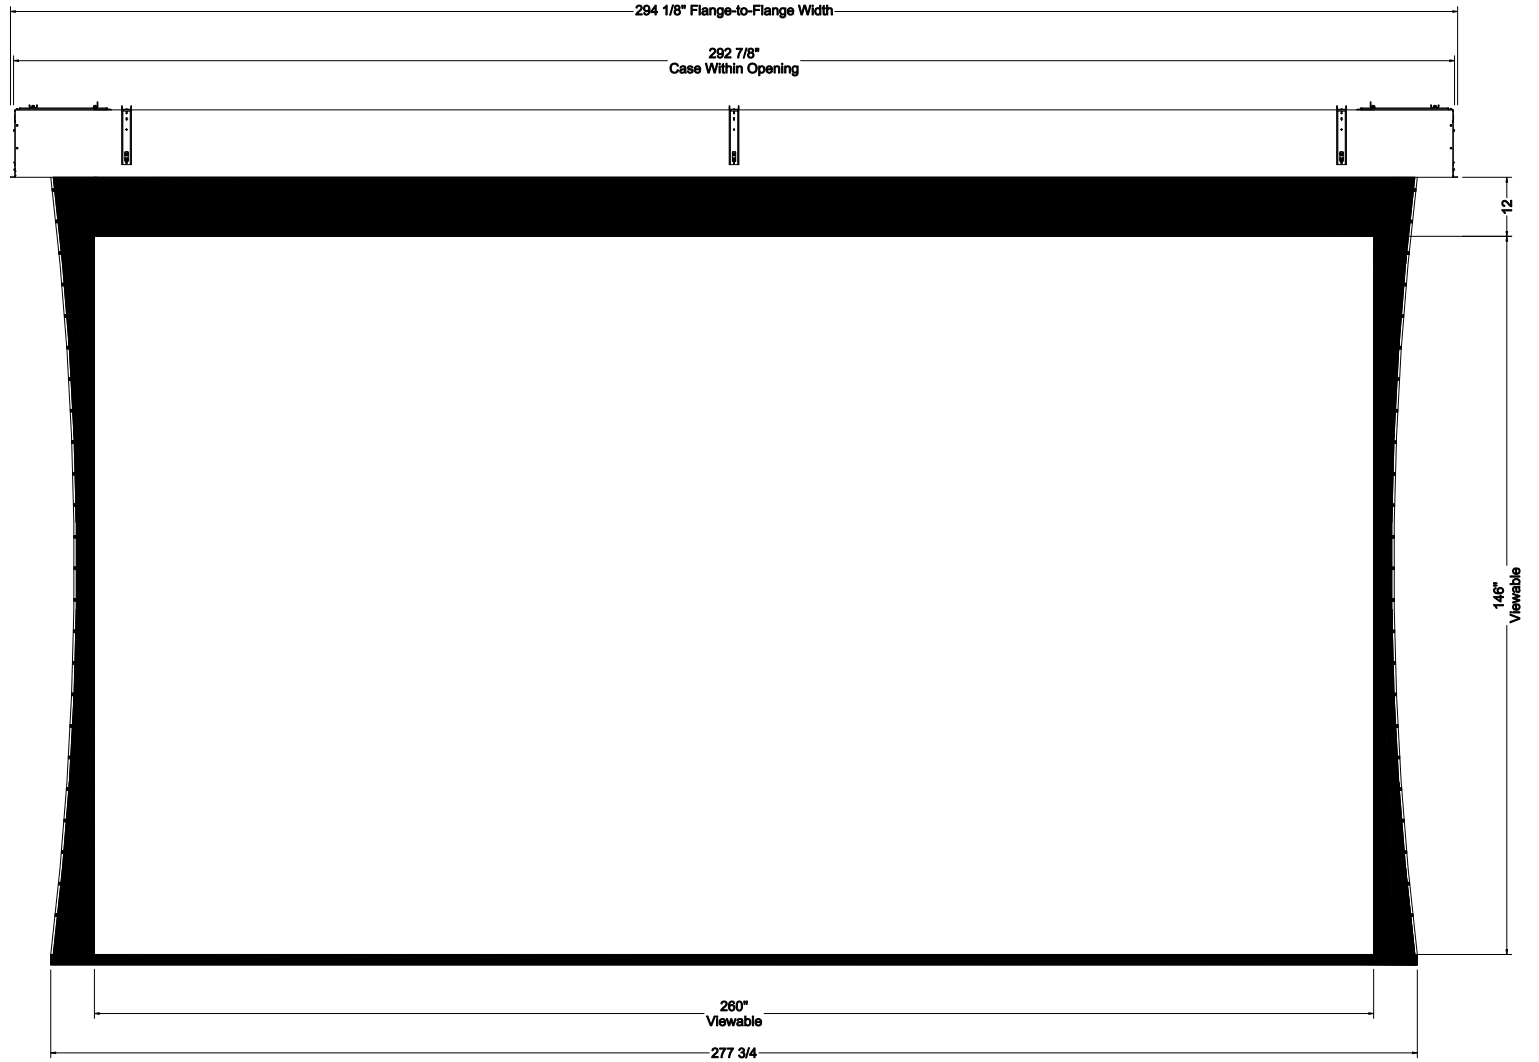 294 1/8" Flange-to-Flange Width
292 7/8"
Case Within Opening
12
146"
Viewable
260"
Viewable
277 3/4